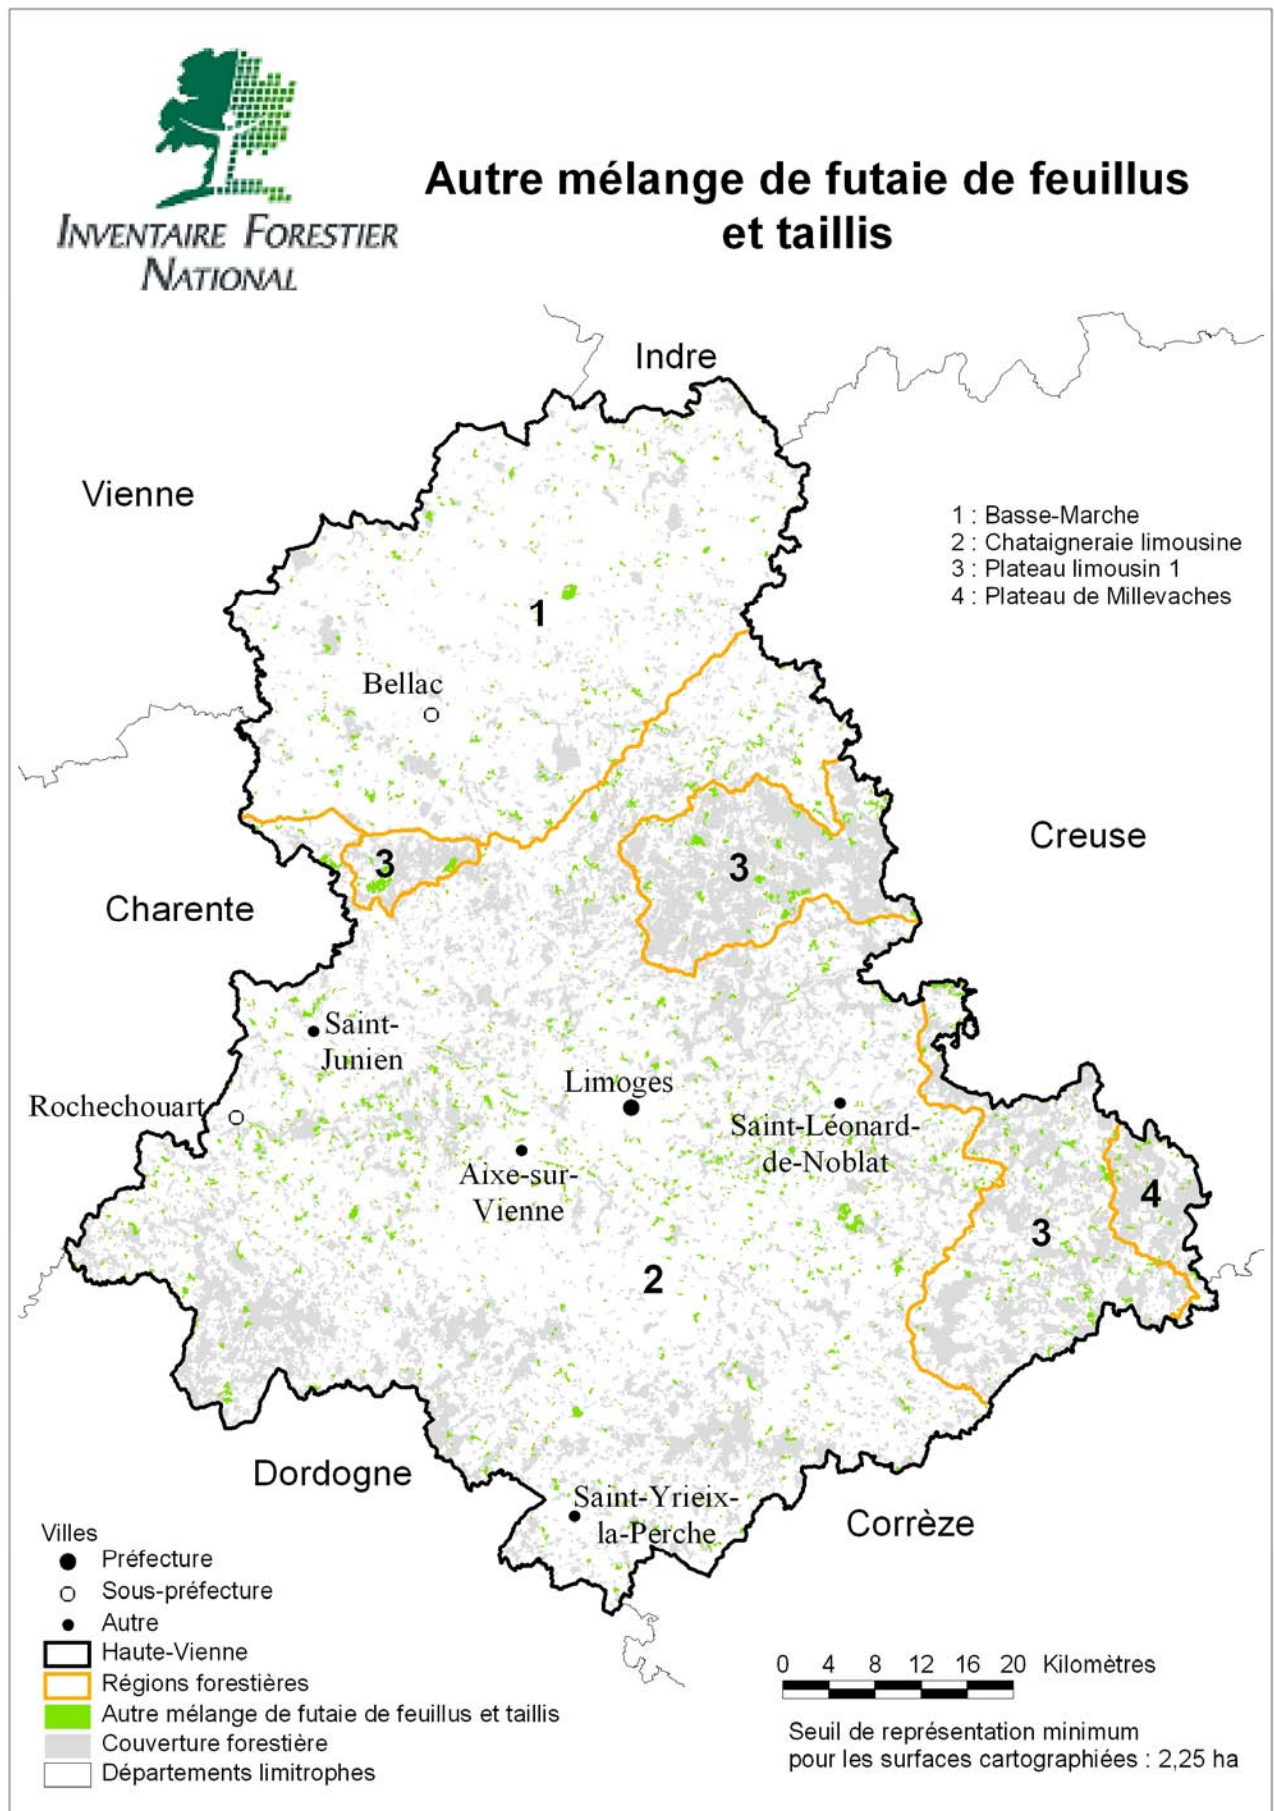 INVENTAIRE FORESTIER
NATIONAL
Autre mélange de futaie de feuillus
et taillis
Indre
Vienne
1 : Basse-Marche
2 : Chataigneraie limousine
3 : Plateau limousin 1
4 : Plateau de Millevaches
1
Bellac
Creuse
3
3
Charente
Saint-
Junien
Limoges
Rochechouart
Saint-Léonard-
de-Noblat
Aixe-sur-
Vienne
4
3
2
Dordogne
Saint-Yrieix-
la-Perche
Corrèze
Villes
Préfecture
Sous-préfecture
Autre
Haute-Vienne
Régions forestières
Autre mélange de futaie de feuillus et taillis
Couverture forestière
Départements limitrophes
0 4 8 12 16 20 Kilomètres
Seuil de représentation minimum
pour les surfaces cartographiées : 2,25 ha